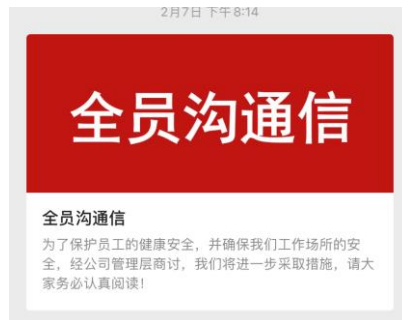 2月7日 下午8:14
全员沟通信
全员沟通信
为了保护员工的健康安全，并确保我们工作场所的安
全，经公司管理层商讨，我们将进一步采取措施，请大
家务必认真阅读！